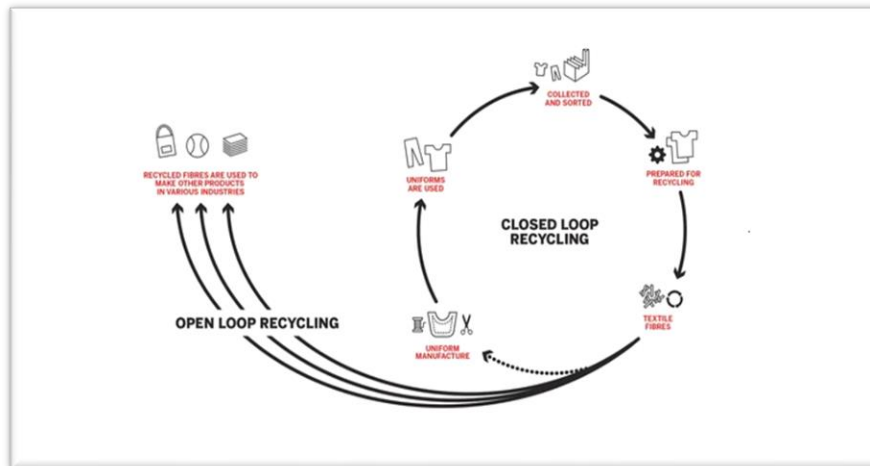 COLLECTED
AND SORTED
RECYCLED FIBRES ARE USED TO
MAKE OTHER PRODUCTS
IN VARIOUS INDUSTRIES
UNIFORMS
ARE USED
PREPARED FOR
RECYCLING
CLOSED LOOP
RECYCLING
OPEN LOOP RECYCLING
UNIFORM
MANUFACTURE
TEXTILE
FIBRES